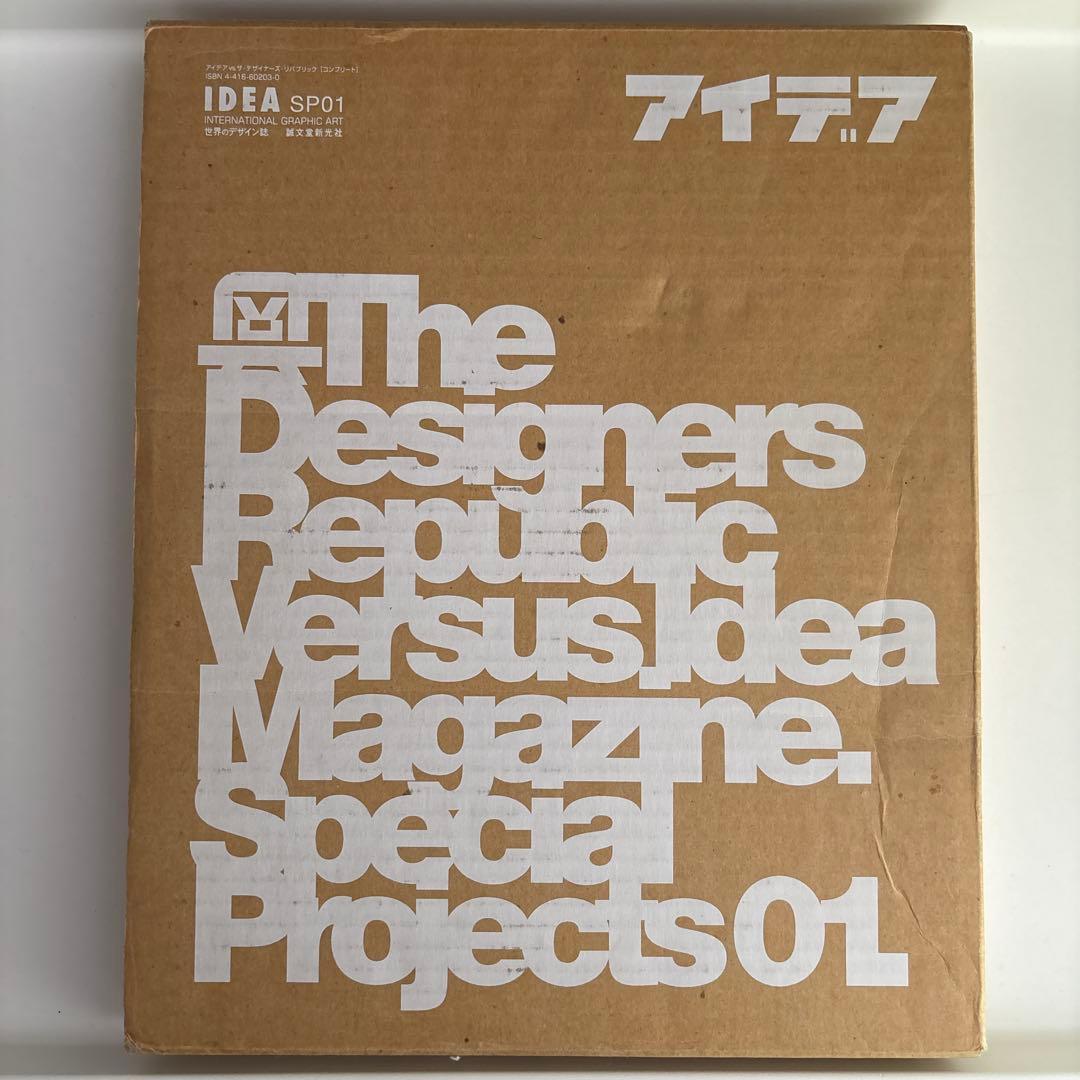 アイデアvsザ・デザイナーズ・リパブリック［コンプリート］
ISBN 4-416-60203-0
IDEA SP01
INTERNATIONAL GRAPHIC ART
世界のデザイン誌 誠文堂新光社
アイデア
The
Designers
Republic
Versus Idea
Magazine.
Special
Projects 01.